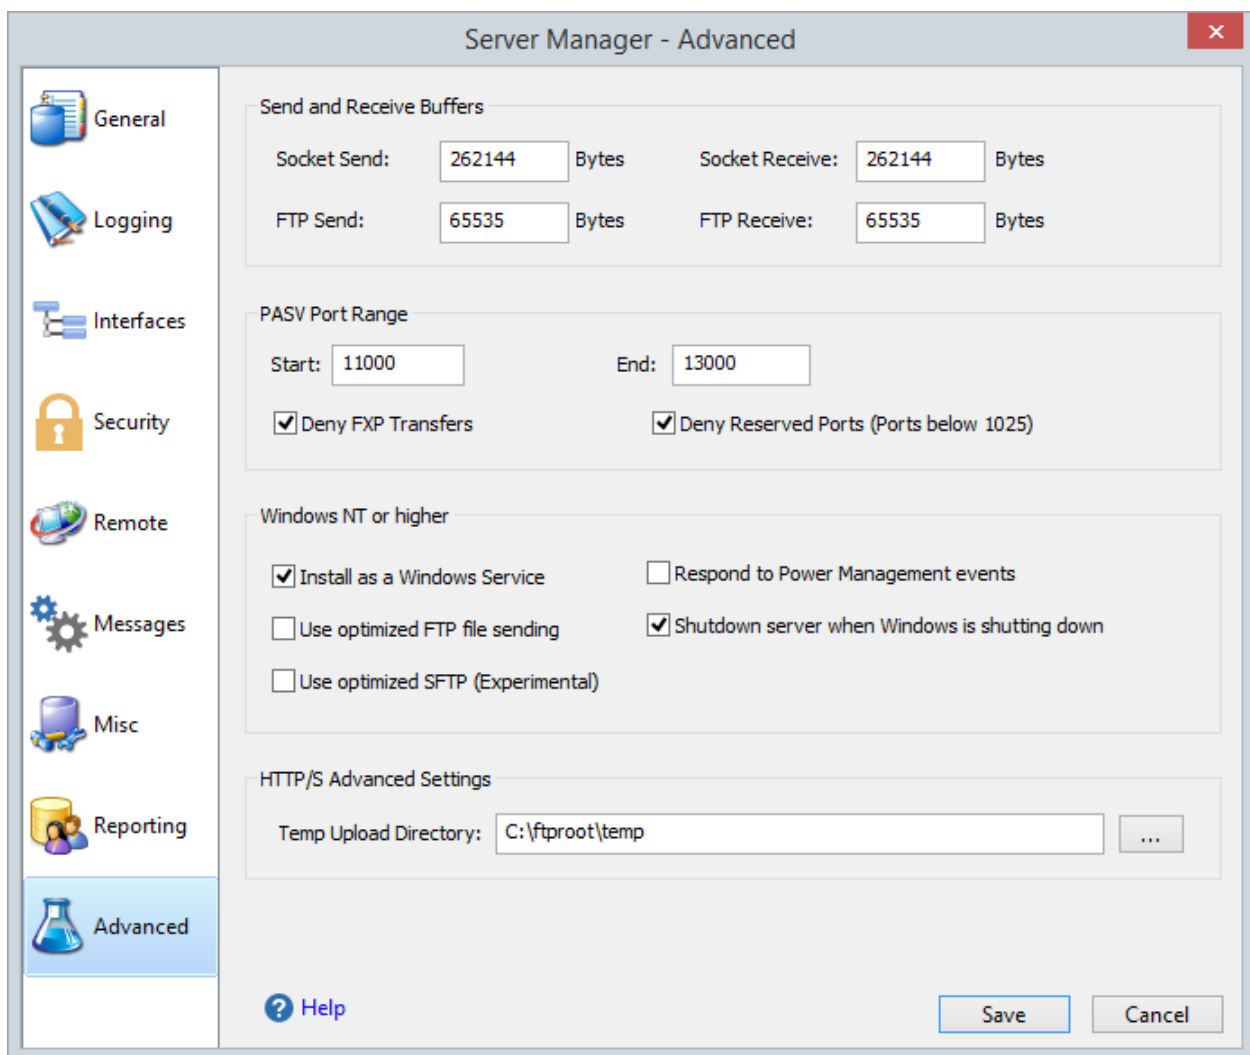 Server Manager - Advanced
General
Logging
Interfaces
Security
Remote
Messages
Misc
Reporting
Advanced
Send and Receive Buffers
Socket Send: 262144 Bytes Socket Receive: 262144 Bytes
FTP Send: 65535 Bytes FTP Receive: 65535 Bytes
PASV Port Range
Start: 11000 End: 13000
Deny FXP Transfers Deny Reserved Ports (Ports below 1025)
Windows NT or higher
Install as a Windows Service Respond to Power Management events
Use optimized FTP file sending Shutdown server when Windows is shutting down
Use optimized SFTP (Experimental)
HTTP/S Advanced Settings
Temp Upload Directory: C:\ftproot\temp ...
? Help
Save Cancel